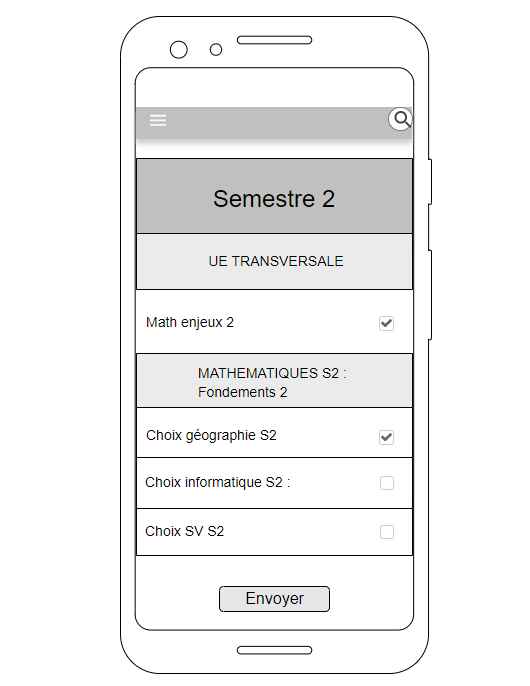 Semestre 2
UE TRANSVERSALE
Math enjeux 2
MATHEMATIQUES S2 :
Fondements 2
Choix géographie S2
Choix informatique S2 :
Choix SV S2
Envoyer